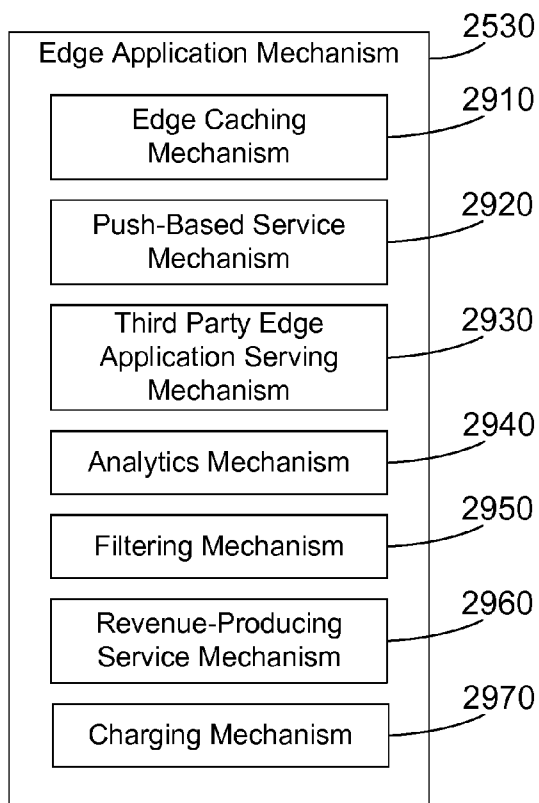 2530
Edge Application Mechanism
2910
Edge Caching
Mechanism
2920
Push-Based Service
Mechanism
2930
Third Party Edge
Application Serving
Mechanism
2940
Analytics Mechanism
2950
Filtering Mechanism
2960
Revenue-Producing
Service Mechanism
2970
Charging Mechanism